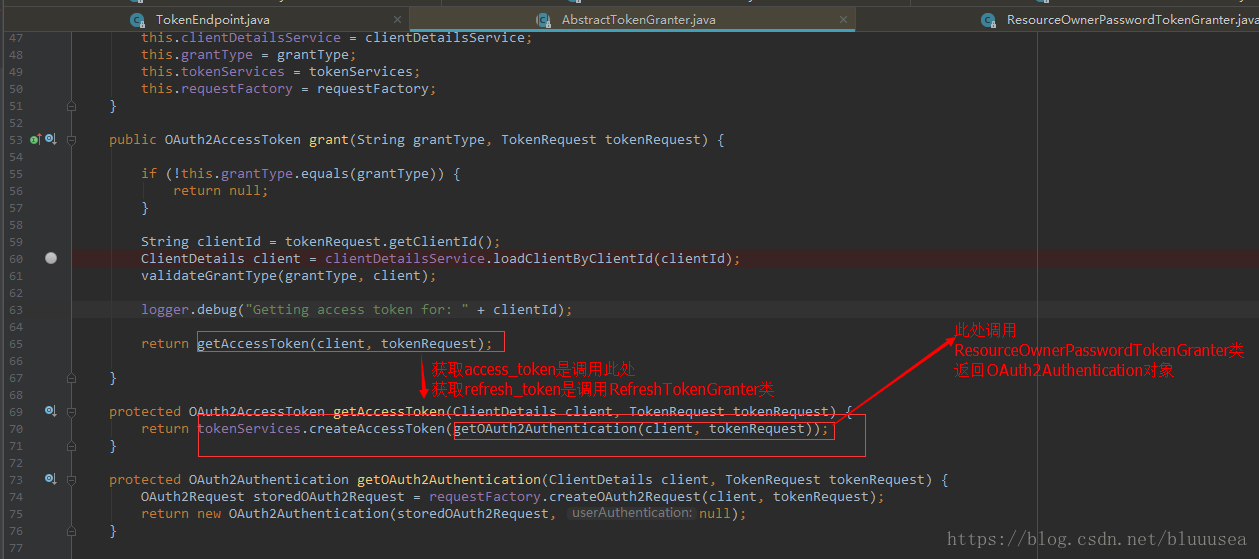 TokenEndpoint.java
AbstractTokenGranter.java
ResourceOwnerPasswordTokenGranter.java
47 this.clientDetailsService = clientDetailsService;
48 this.grantType = grantType;
49 this.tokenServices = tokenServices;
50 this.requestFactory = requestFactory;
51 }
52
53 public OAuth2AccessToken grant(String grantType, TokenRequest tokenRequest) {
54
55 if (!this.grantType.equals(grantType)) {
56 return null;
57 }
58
59 String clientId = tokenRequest.getClientId();
60 ClientDetails client = clientDetailsService.loadClientByClientId(clientId);
61 validateGrantType(grantType, client);
62
63 logger.debug("Getting access token for: " + clientId);
64
65 return getAccessToken(client, tokenRequest);
66
67 }
68
69 protected OAuth2AccessToken getAccessToken(ClientDetails client, TokenRequest tokenRequest) {
70 return tokenServices.createAccessToken(getOAuth2Authentication(client, tokenRequest));
71 }
72
73 protected OAuth2Authentication getOAuth2Authentication(ClientDetails client, TokenRequest tokenRequest) {
74 OAuth2Request storedOAuth2Request = requestFactory.createOAuth2Request(client, tokenRequest);
75 return new OAuth2Authentication(storedOAuth2Request, userAuthentication: null);
76 }
77
获取access_token是调用此处
获取refresh_token是调用RefreshTokenGranter类
此处调用
ResourceOwnerPasswordTokenGranter类
返回OAuth2Authentication对象
https://blog.csdn.net/bluuusea